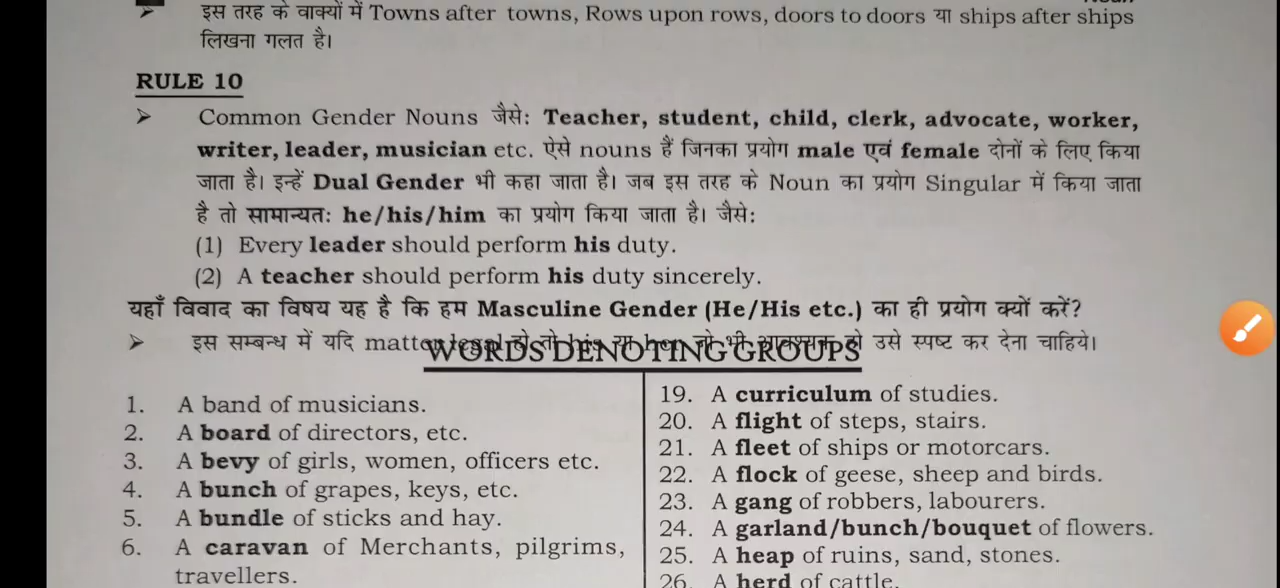 इस तरह के वाक्यों में Towns after towns, Rows upon rows, doors to doors या ships after ships
लिखना गलत है।
RULE 10
Common Gender Nouns जैसे: Teacher, student, child, clerk, advocate, worker,
writer, leader, musician etc. ऐसे nouns हैं जिनका प्रयोग male एवं female दोनों के लिए किया
जाता है। इन्हें Dual Gender भी कहा जाता है। जब इस तरह के Noun का प्रयोग Singular में किया जाता
है तो सामान्यतः he/his/him का प्रयोग किया जाता है। जैसे:
(1) Every leader should perform his duty.
(2) A teacher should perform his duty sincerely.
यहाँ विवाद का विषय यह है कि हम Masculine Gender (He/His etc.) का ही प्रयोग क्यों करें?
इस सम्बन्ध में यदि उसे स्पष्ट कर देना चाहिये।
WORDS DENOTING GROUPS
1. A band of musicians.
2. A board of directors, etc.
3. A bevy of girls, women, officers etc.
4. A bunch of grapes, keys, etc.
5. A bundle of sticks and hay.
6. A caravan of Merchants, pilgrims,
travellers.
19. A curriculum of studies.
20. A flight of steps, stairs.
21. A fleet of ships or motorcars.
22. A flock of geese, sheep and birds.
23. A gang of robbers, labourers.
24. A garland/bunch/bouquet of flowers.
25. A heap of ruins, sand, stones.
26. A herd of cattle.